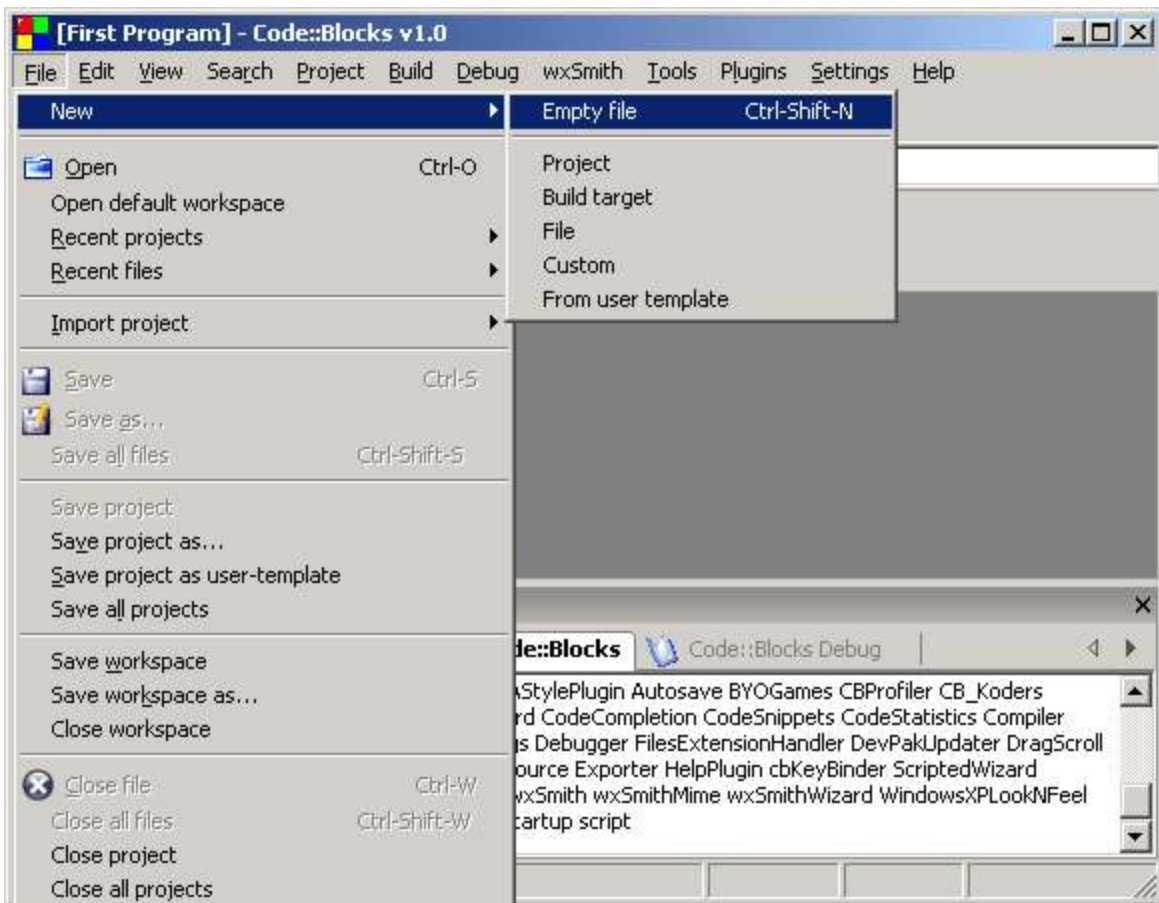 [First Program] - Code::Blocks v1.0
File Edit View Search Project Build Debug wxSmith Tools Plugins Settings Help
New
Empty file Ctrl-Shift-N
Project
Build target
File
Custom
From user template
Open Ctrl-O
Open default workspace
Recent projects
Recent files
Import project
Save Ctrl-S
Save as...
Save all files Ctrl-Shift-S
Save project
Save project as...
Save project as user-template
Save all projects
Save workspace
Save workspace as...
Close workspace
Close file Ctrl-W
Close all files Ctrl-Shift-W
Close project
Close all projects
de::Blocks Code::Blocks Debug
AStylePlugin Autosave BYOGames CBProfiler CB_Koders
rd CodeCompletion CodeSnippets CodeStatistics Compiler
gs Debugger FilesExtensionHandler DevPakUpdater DragScroll
ource Exporter HelpPlugin cbKeyBinder ScriptedWizard
wxSmith wxSmithMime wxSmithWizard WindowsXPLookNFeel
tartup script